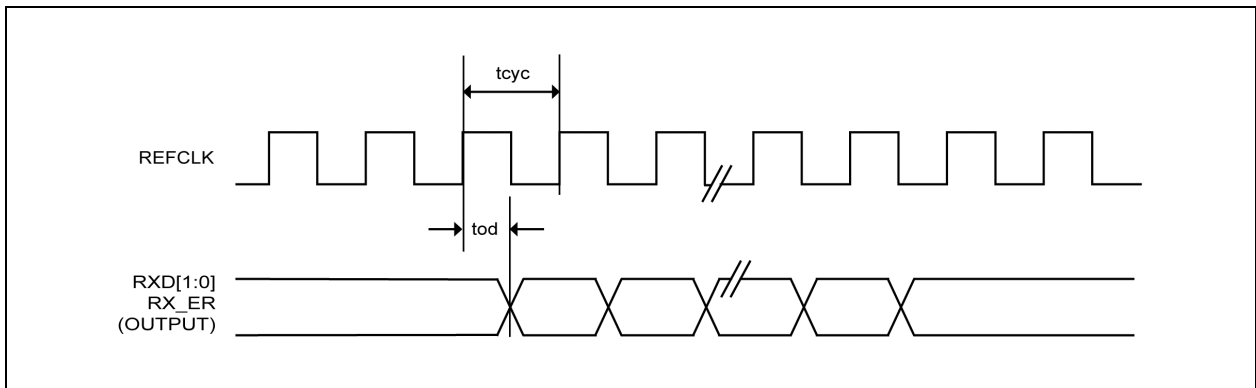 tcyc
REFCLK
tod
RXD[1:0]
RX_ER
(OUTPUT)